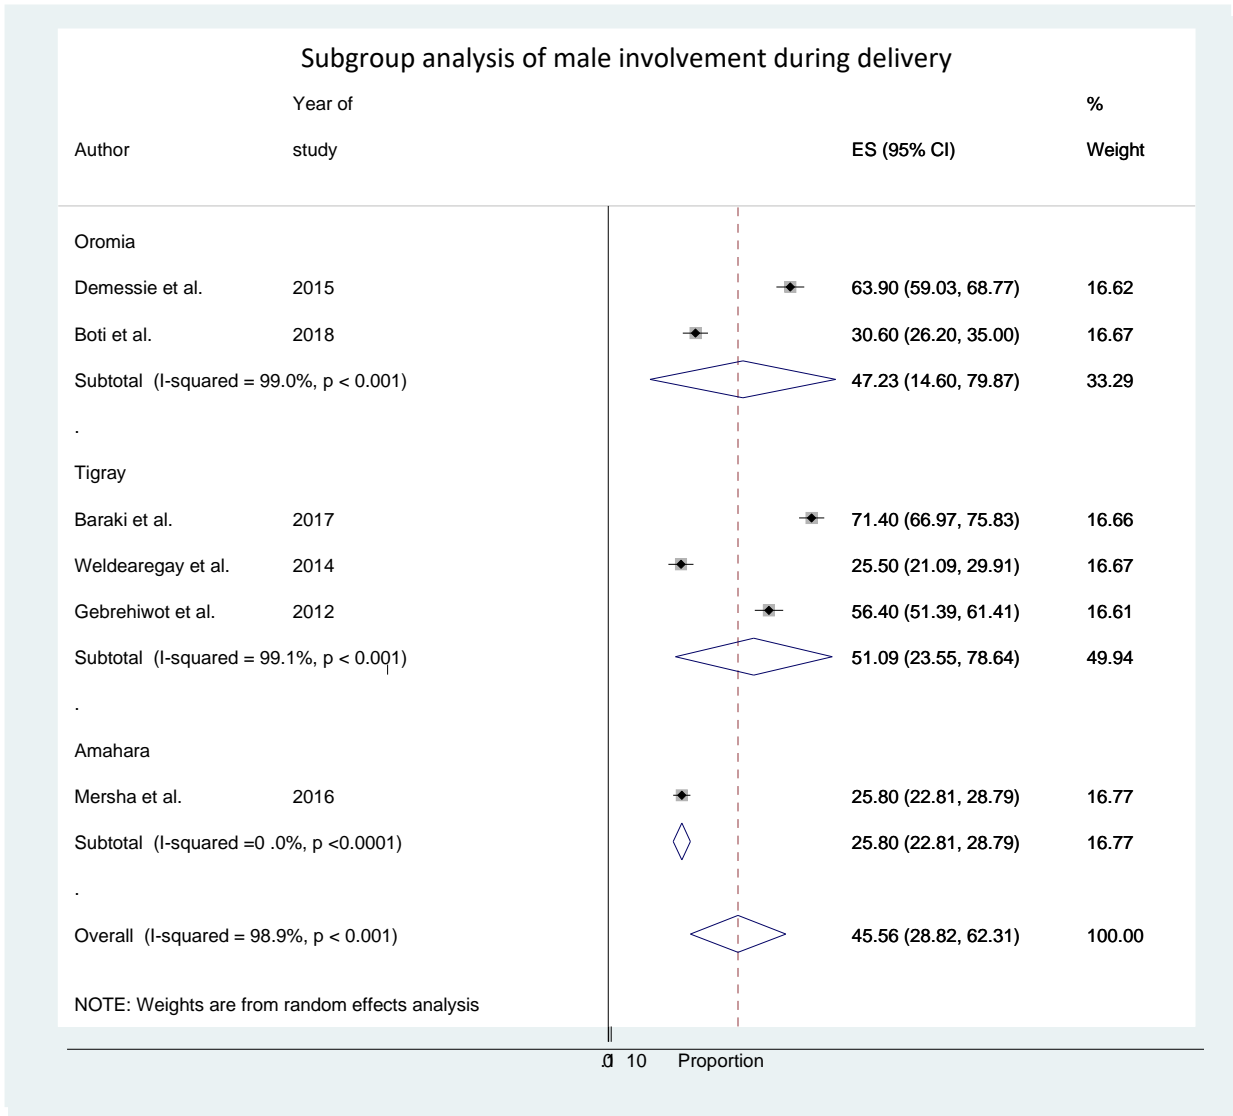 Subgroup analysis of male involvement during delivery
Year of %
Author study ES (95% CI) Weight
Oromia
Demessie et al. 2015 63.90 (59.03, 68.77) 16.62
Boti et al. 2018 30.60 (26.20, 35.00) 16.67
Subtotal (I-squared = 99.0%, p < 0.001) 47.23 (14.60, 79.87) 33.29
.
Tigray
Baraki et al. 2017 71.40 (66.97, 75.83) 16.66
Weldearegay et al. 2014 25.50 (21.09, 29.91) 16.67
Gebrehiwot et al. 2012 56.40 (51.39, 61.41) 16.61
Subtotal (I-squared = 99.1%, p < 0.001) 51.09 (23.55, 78.64) 49.94
.
Amahara
Mersha et al. 2016 25.80 (22.81, 28.79) 16.77
Subtotal (I-squared =0 .0%, p <0.0001) 25.80 (22.81, 28.79) 16.77
.
Overall (I-squared = 98.9%, p < 0.001) 45.56 (28.82, 62.31) 100.00
NOTE: Weights are from random effects analysis
10 Proportion